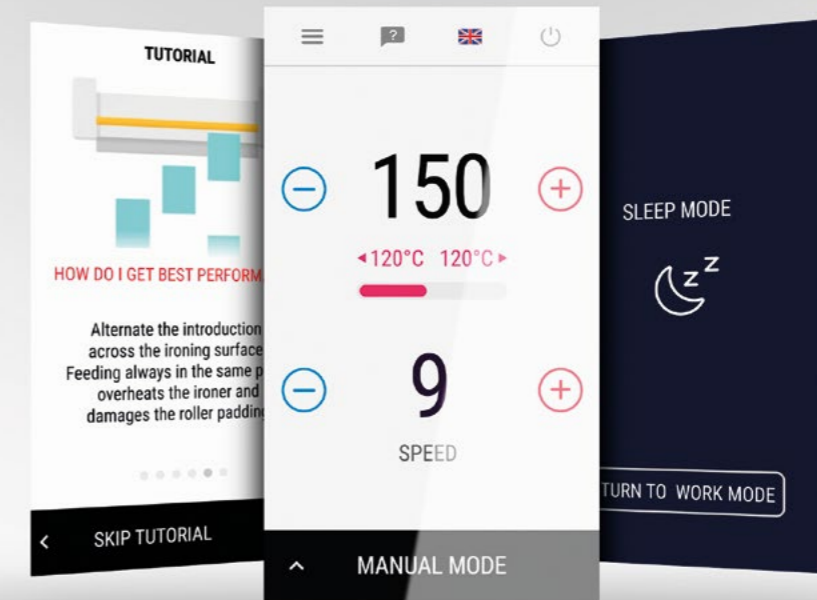 TUTORIAL
HOW DO I GET BEST PERFORM
Alternate the introduction
across the ironing surface
Feeding always in the same p
overheats the ironer and
damages the roller padding
SKIP TUTORIAL
?
150
◂120°C 120°C▸
9
SPEED
MANUAL MODE
SLEEP MODE
z z
TURN TO WORK MODE